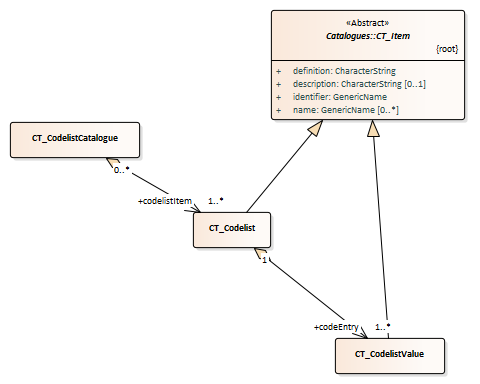 «Abstract»
Catalogues::CT_Item
{root}
+ definition: CharacterString
+ description: CharacterString [0..1]
+ identifier: GenericName
+ name: GenericName [0..*]
CT_CodelistCatalogue
0..*
+codelistItem 1..*
CT_Codelist
1
+codeEntry 1..*
CT_CodelistValue